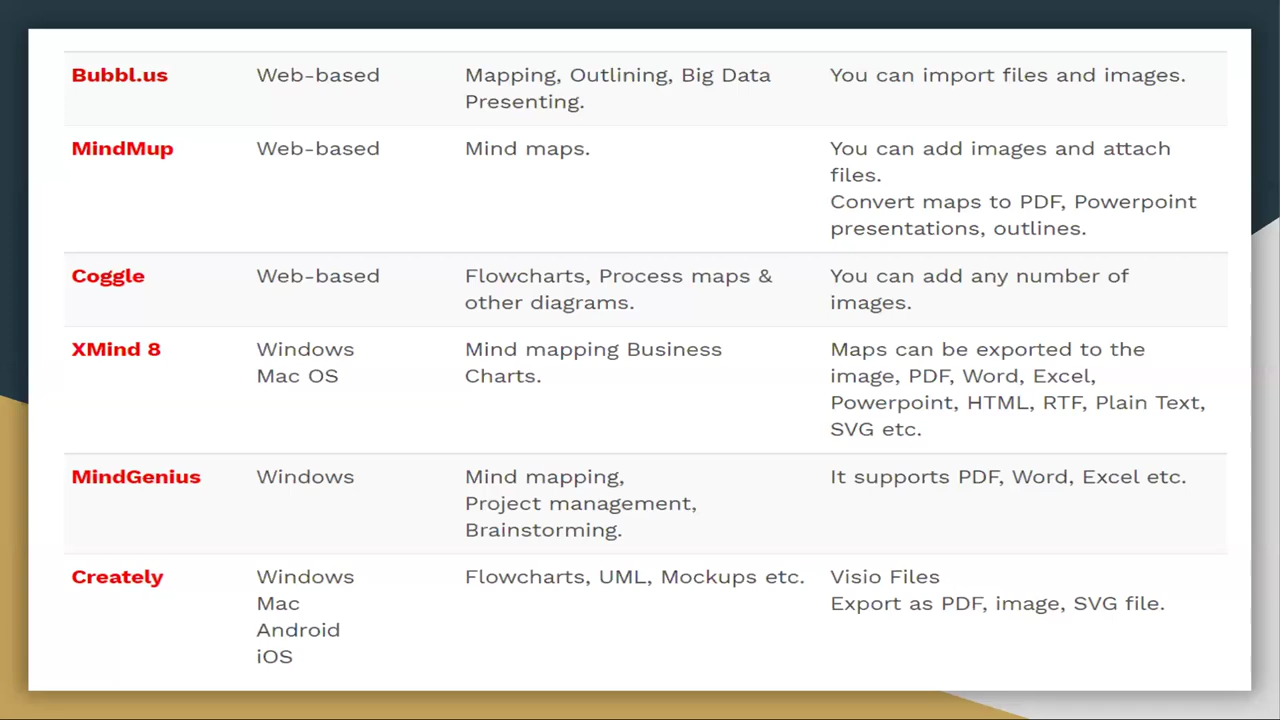 Bubbl.us
Web-based
Mapping, Outlining, Big Data
Presenting.
You can import files and images.
MindMup
Web-based
Mind maps.
You can add images and attach
files.
Convert maps to PDF, Powerpoint
presentations, outlines.
Coggle
Web-based
Flowcharts, Process maps &
other diagrams.
You can add any number of
images.
XMind 8
Windows
Mac OS
Mind mapping Business
Charts.
Maps can be exported to the
image, PDF, Word, Excel,
Powerpoint, HTML, RTF, Plain Text,
SVG etc.
MindGenius
Windows
Mind mapping,
Project management,
Brainstorming.
It supports PDF, Word, Excel etc.
Creately
Windows
Mac
Android
iOS
Flowcharts, UML, Mockups etc.
Visio Files
Export as PDF, image, SVG file.